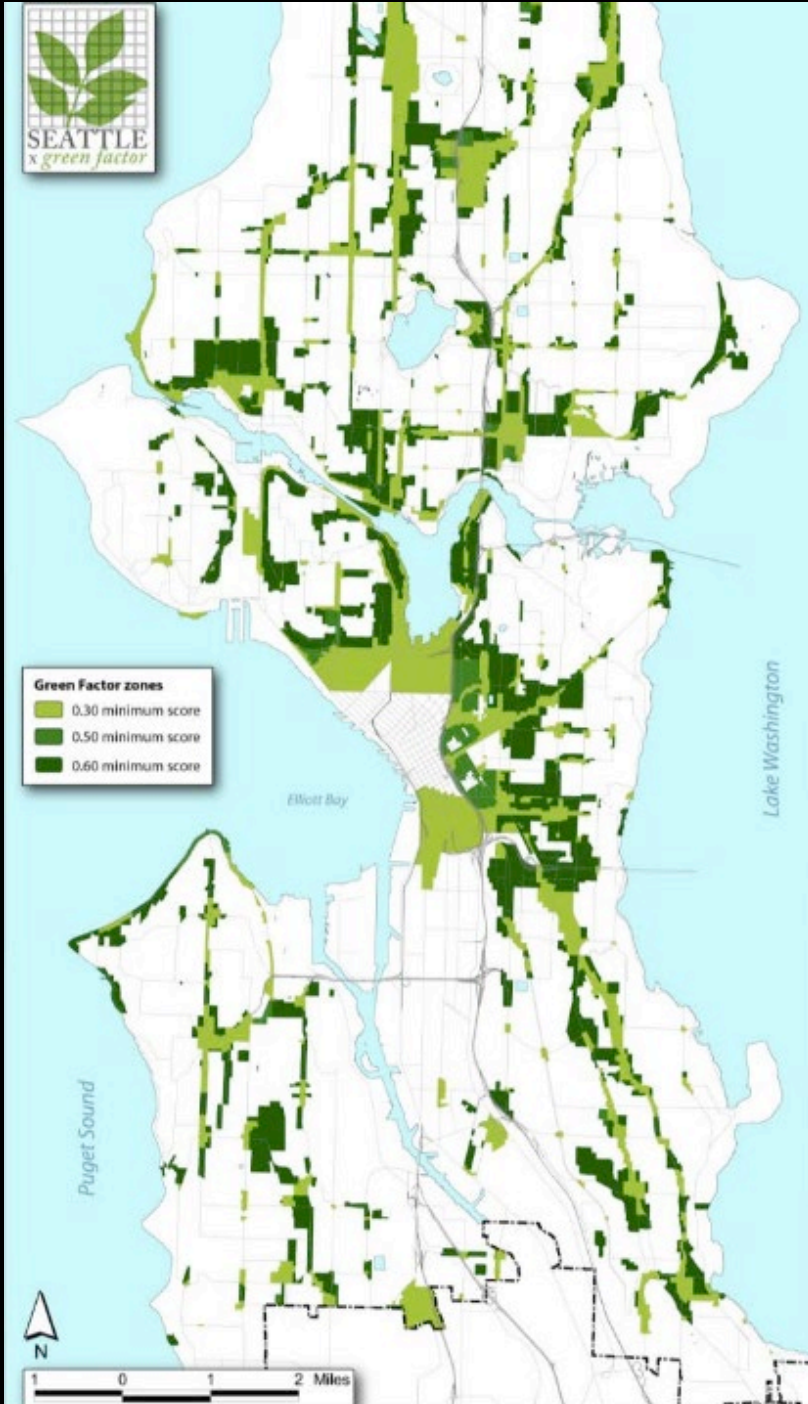 SEATTLE
x green factor
Green Factor zones
0.30 minimum score
0.50 minimum score
0.60 minimum score
Elliott Bay
Lake Washington
Puget Sound
N
1 0 1 2 Miles